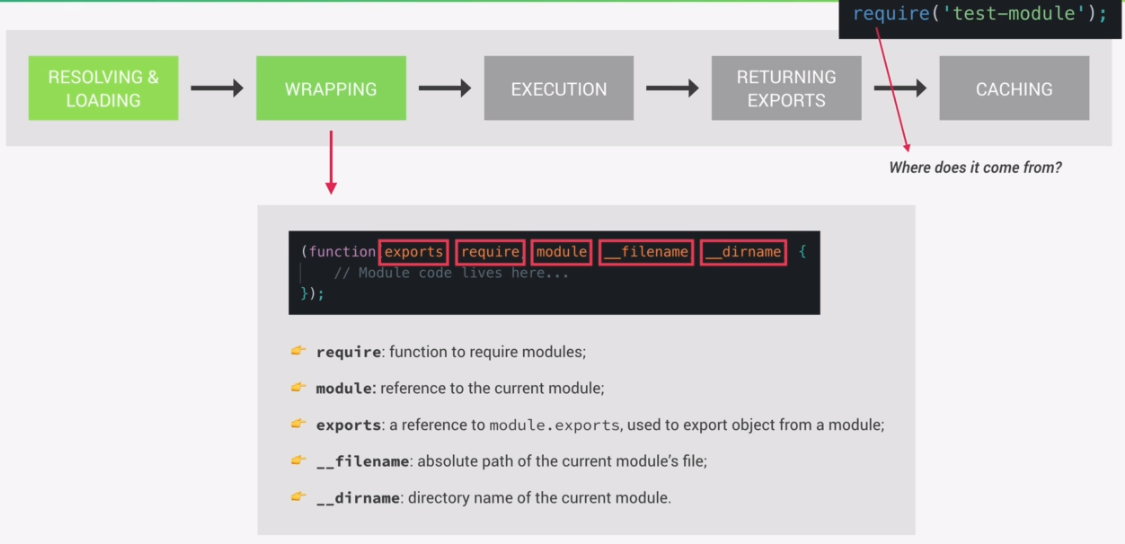 require('test-module');
RESOLVING &
LOADING
WRAPPING
EXECUTION
RETURNING
EXPORTS
CACHING
Where does it come from?
(function exports require module __filename __dirname {
// Module code lives here...
});
👉 require: function to require modules;
👉 module: reference to the current module;
👉 exports: a reference to module.exports, used to export object from a module;
👉 __filename: absolute path of the current module's file;
👉 __dirname: directory name of the current module.